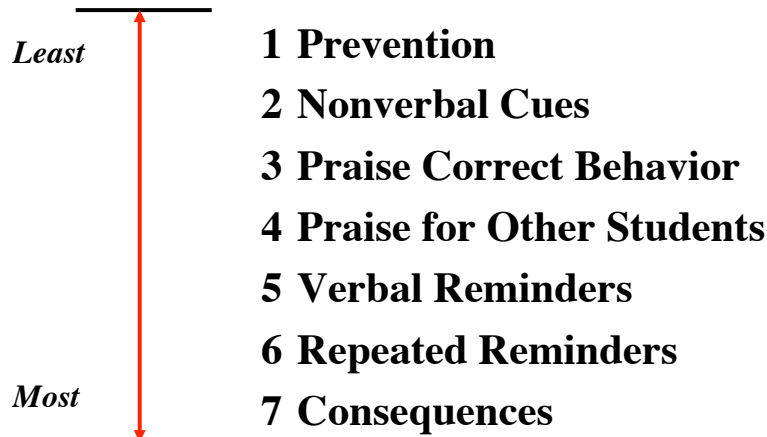 Least
1 Prevention
2 Nonverbal Cues
3 Praise Correct Behavior
4 Praise for Other Students
5 Verbal Reminders
6 Repeated Reminders
Most
7 Consequences